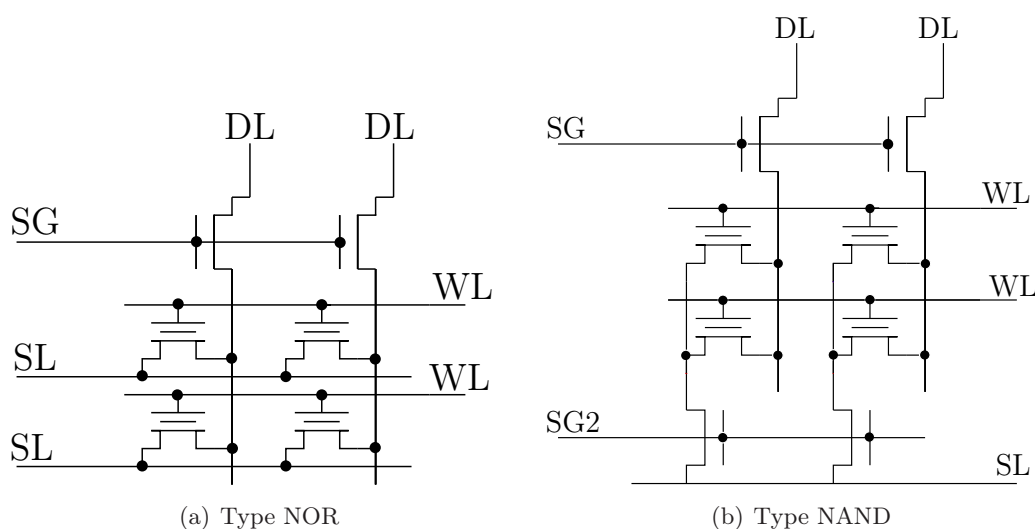 DL DL
SG
WL
SL
WL
SL
(a) Type NOR
DL DL
SG
WL
WL
SG2
SL
(b) Type NAND